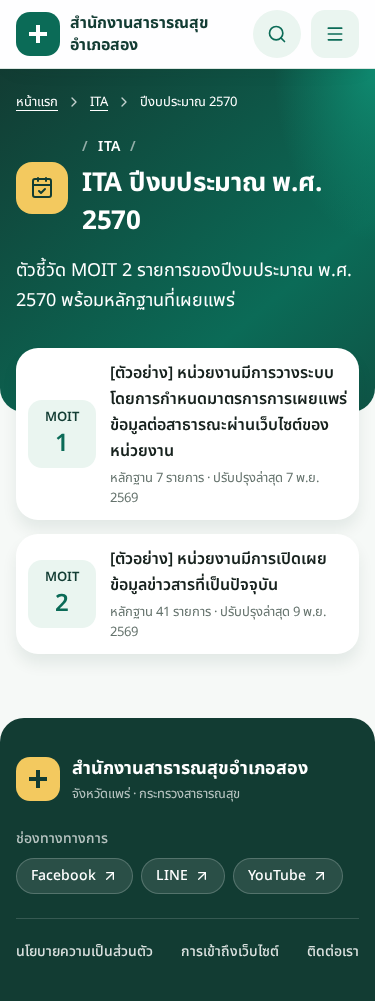 สำนักงานสาธารณสุข
อำเภอสอง
หน้าแรก > ITA > ปีงบประมาณ 2570
/ ITA /
ITA ปีงบประมาณ พ.ศ.
2570
ตัวชี้วัด MOIT 2 รายการของปีงบประมาณ พ.ศ.
2570 พร้อมหลักฐานที่เผยแพร่
MOIT
1
[ตัวอย่าง] หน่วยงานมีการวางระบบ
โดยการกำหนดมาตรการการเผยแพร่
ข้อมูลต่อสาธารณะผ่านเว็บไซต์ของ
หน่วยงาน
หลักฐาน 7 รายการ · ปรับปรุงล่าสุด 7 พ.ย.
2569
MOIT
2
[ตัวอย่าง] หน่วยงานมีการเปิดเผย
ข้อมูลข่าวสารที่เป็นปัจจุบัน
หลักฐาน 41 รายการ · ปรับปรุงล่าสุด 9 พ.ย.
2569
สำนักงานสาธารณสุขอำเภอสอง
จังหวัดแพร่ · กระทรวงสาธารณสุข
ช่องทางทางการ
Facebook LINE YouTube
นโยบายความเป็นส่วนตัว การเข้าถึงเว็บไซต์ ติดต่อเรา